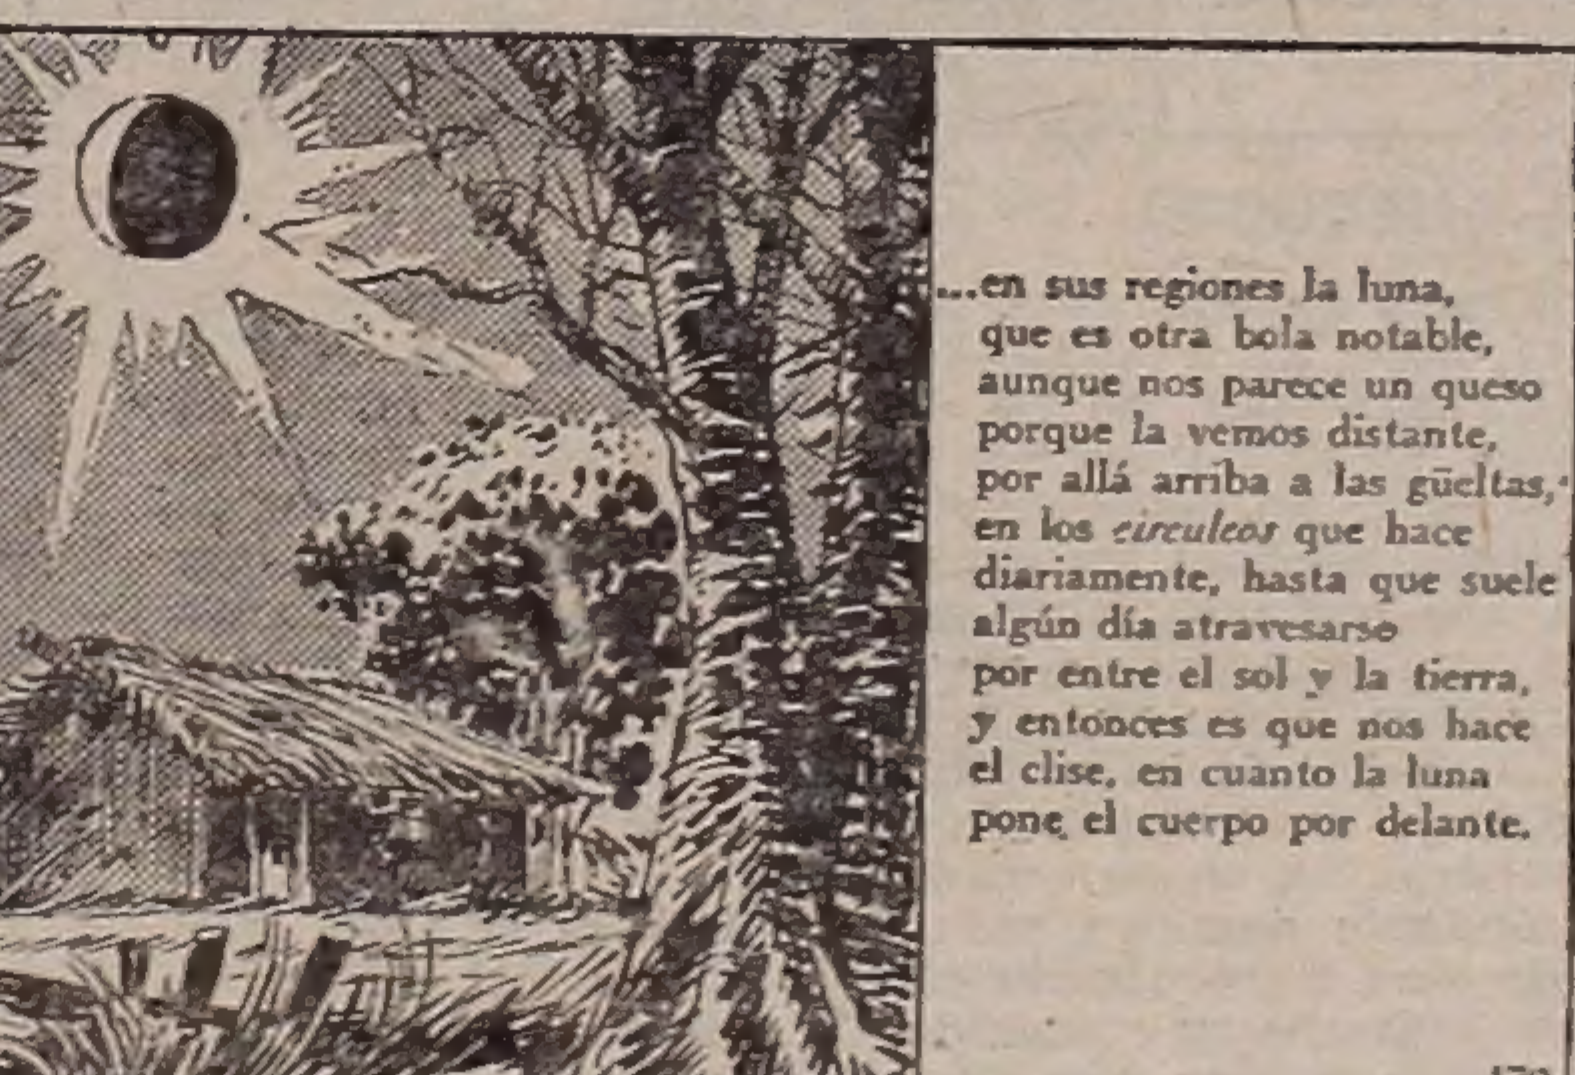 ...en sus regiones la luna,
que es otra bola notable,
aunque nos parece un queso
porque la vemos distante,
por allá arriba a las güeltas,
en los circuleos que hace
diariamente, hasta que suele
algún día atravesarse
por entre el sol y la tierra,
y entonces es que nos hace
el clise, en cuanto la luna
pone el cuerpo por delante.